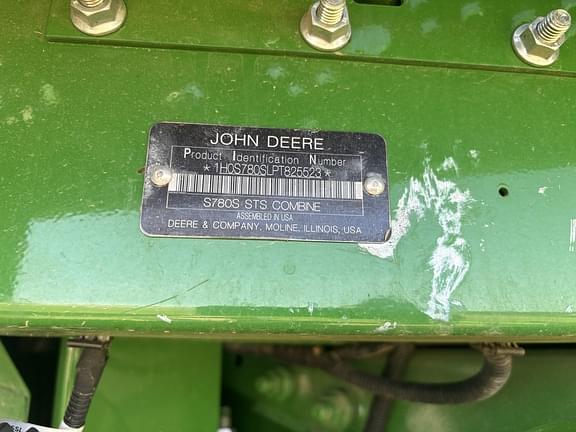 JOHN DEERE
Product Identification Number
*1H0S780SLPT825523*
S780S STS COMBINE
ASSEMBLED IN USA
DEERE & COMPANY, MOLINE, ILLINOIS, USA